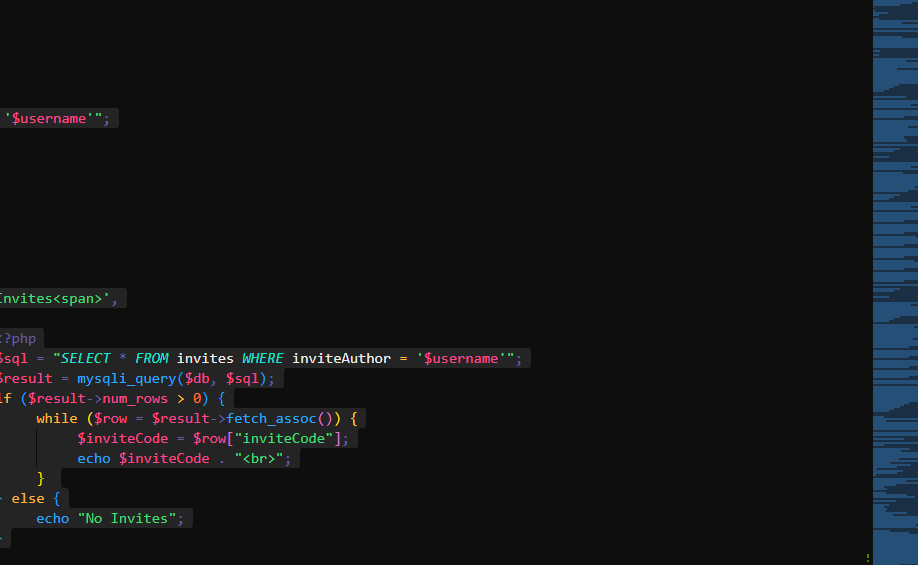 '$username'";
Invites<span>',
<?php
$sql = "SELECT * FROM invites WHERE inviteAuthor = '$username'";
$result = mysqli_query($db, $sql);
if ($result->num_rows > 0) {
while ($row = $result->fetch_assoc()) {
$inviteCode = $row["inviteCode"];
echo $inviteCode . "<br>";
}
} else {
echo "No Invites";
}